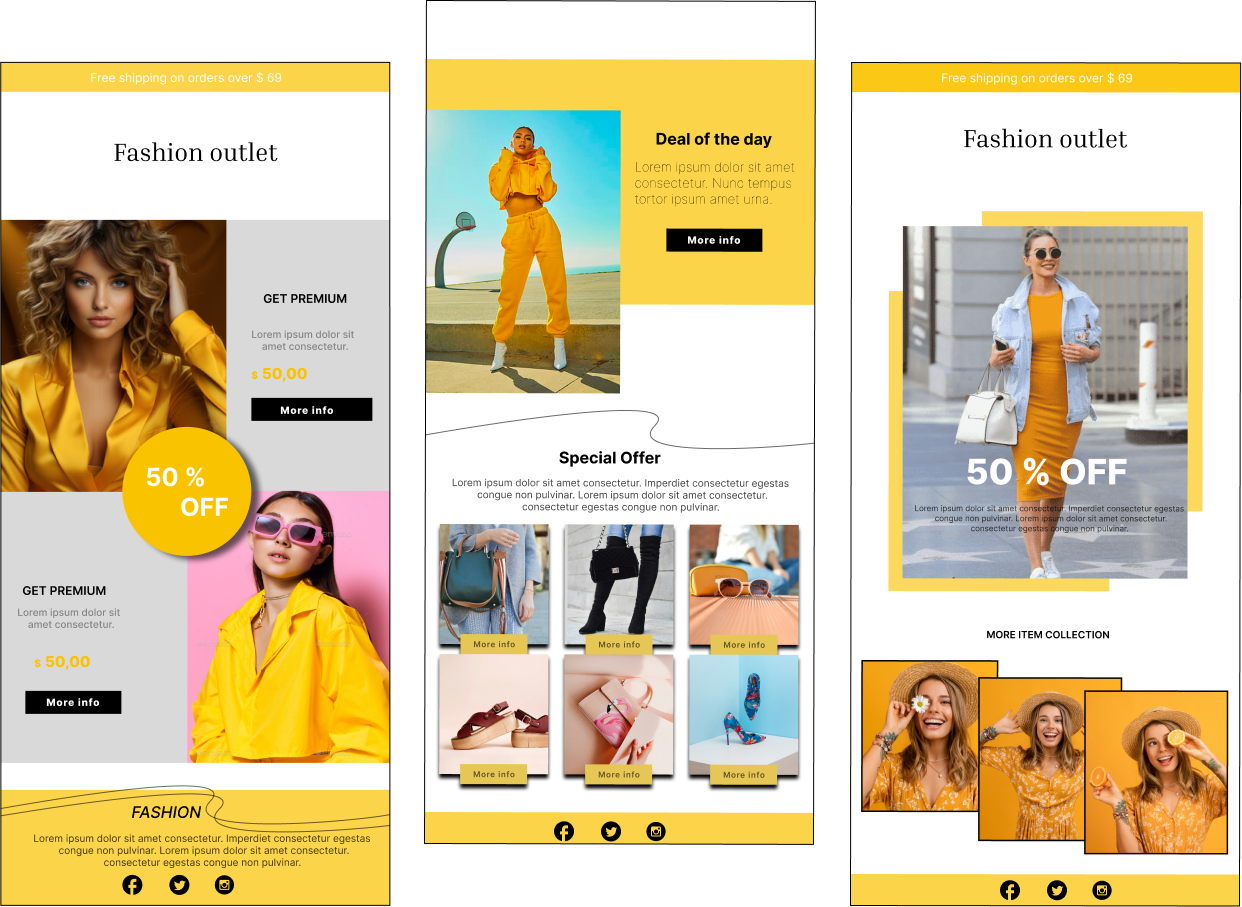 Free shipping on orders over $ 69
Fashion outlet
GET PREMIUM
Lorem ipsum dolor sit
amet consectetur.
$ 50,00
More info
50 %
OFF
GET PREMIUM
Lorem ipsum dolor sit
amet consectetur.
$ 50,00
More info
FASHION
Lorem ipsum dolor sit amet consectetur. Imperdiet consectetur egestas
congue non pulvinar. Lorem ipsum dolor sit amet consectetur.
consectetur egestas congue non pulvinar.
Deal of the day
Lorem ipsum dolor sit amet
consectetur. Nunc tempus
tortor ipsum amet urna.
More info
Special Offer
Lorem ipsum dolor sit amet consectetur. Imperdiet consectetur egestas
congue non pulvinar. Lorem ipsum dolor sit amet consectetur.
consectetur egestas congue non pulvinar.
More info
More info
More info
More info
More info
More info
Free shipping on orders over $ 69
Fashion outlet
50 % OFF
Lorem ipsum dolor sit amet consectetur. Imperdiet consectetur egestas
congue non pulvinar. Lorem ipsum dolor sit amet consectetur.
consectetur egestas congue non pulvinar.
MORE ITEM COLLECTION